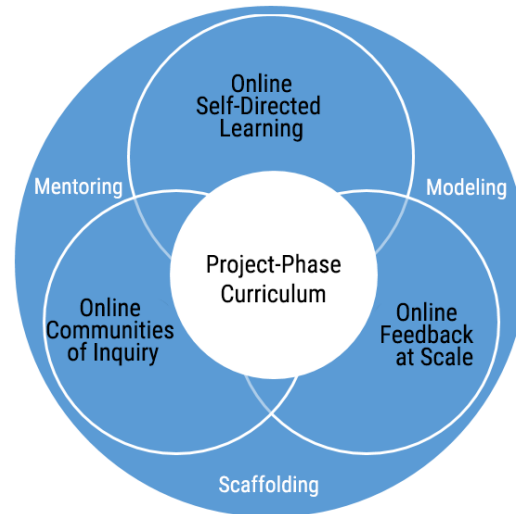 Online
Self-Directed
Learning
Mentoring
Modeling
Project-Phase
Curriculum
Online
Communities
of Inquiry
Online
Feedback
at Scale
Scaffolding